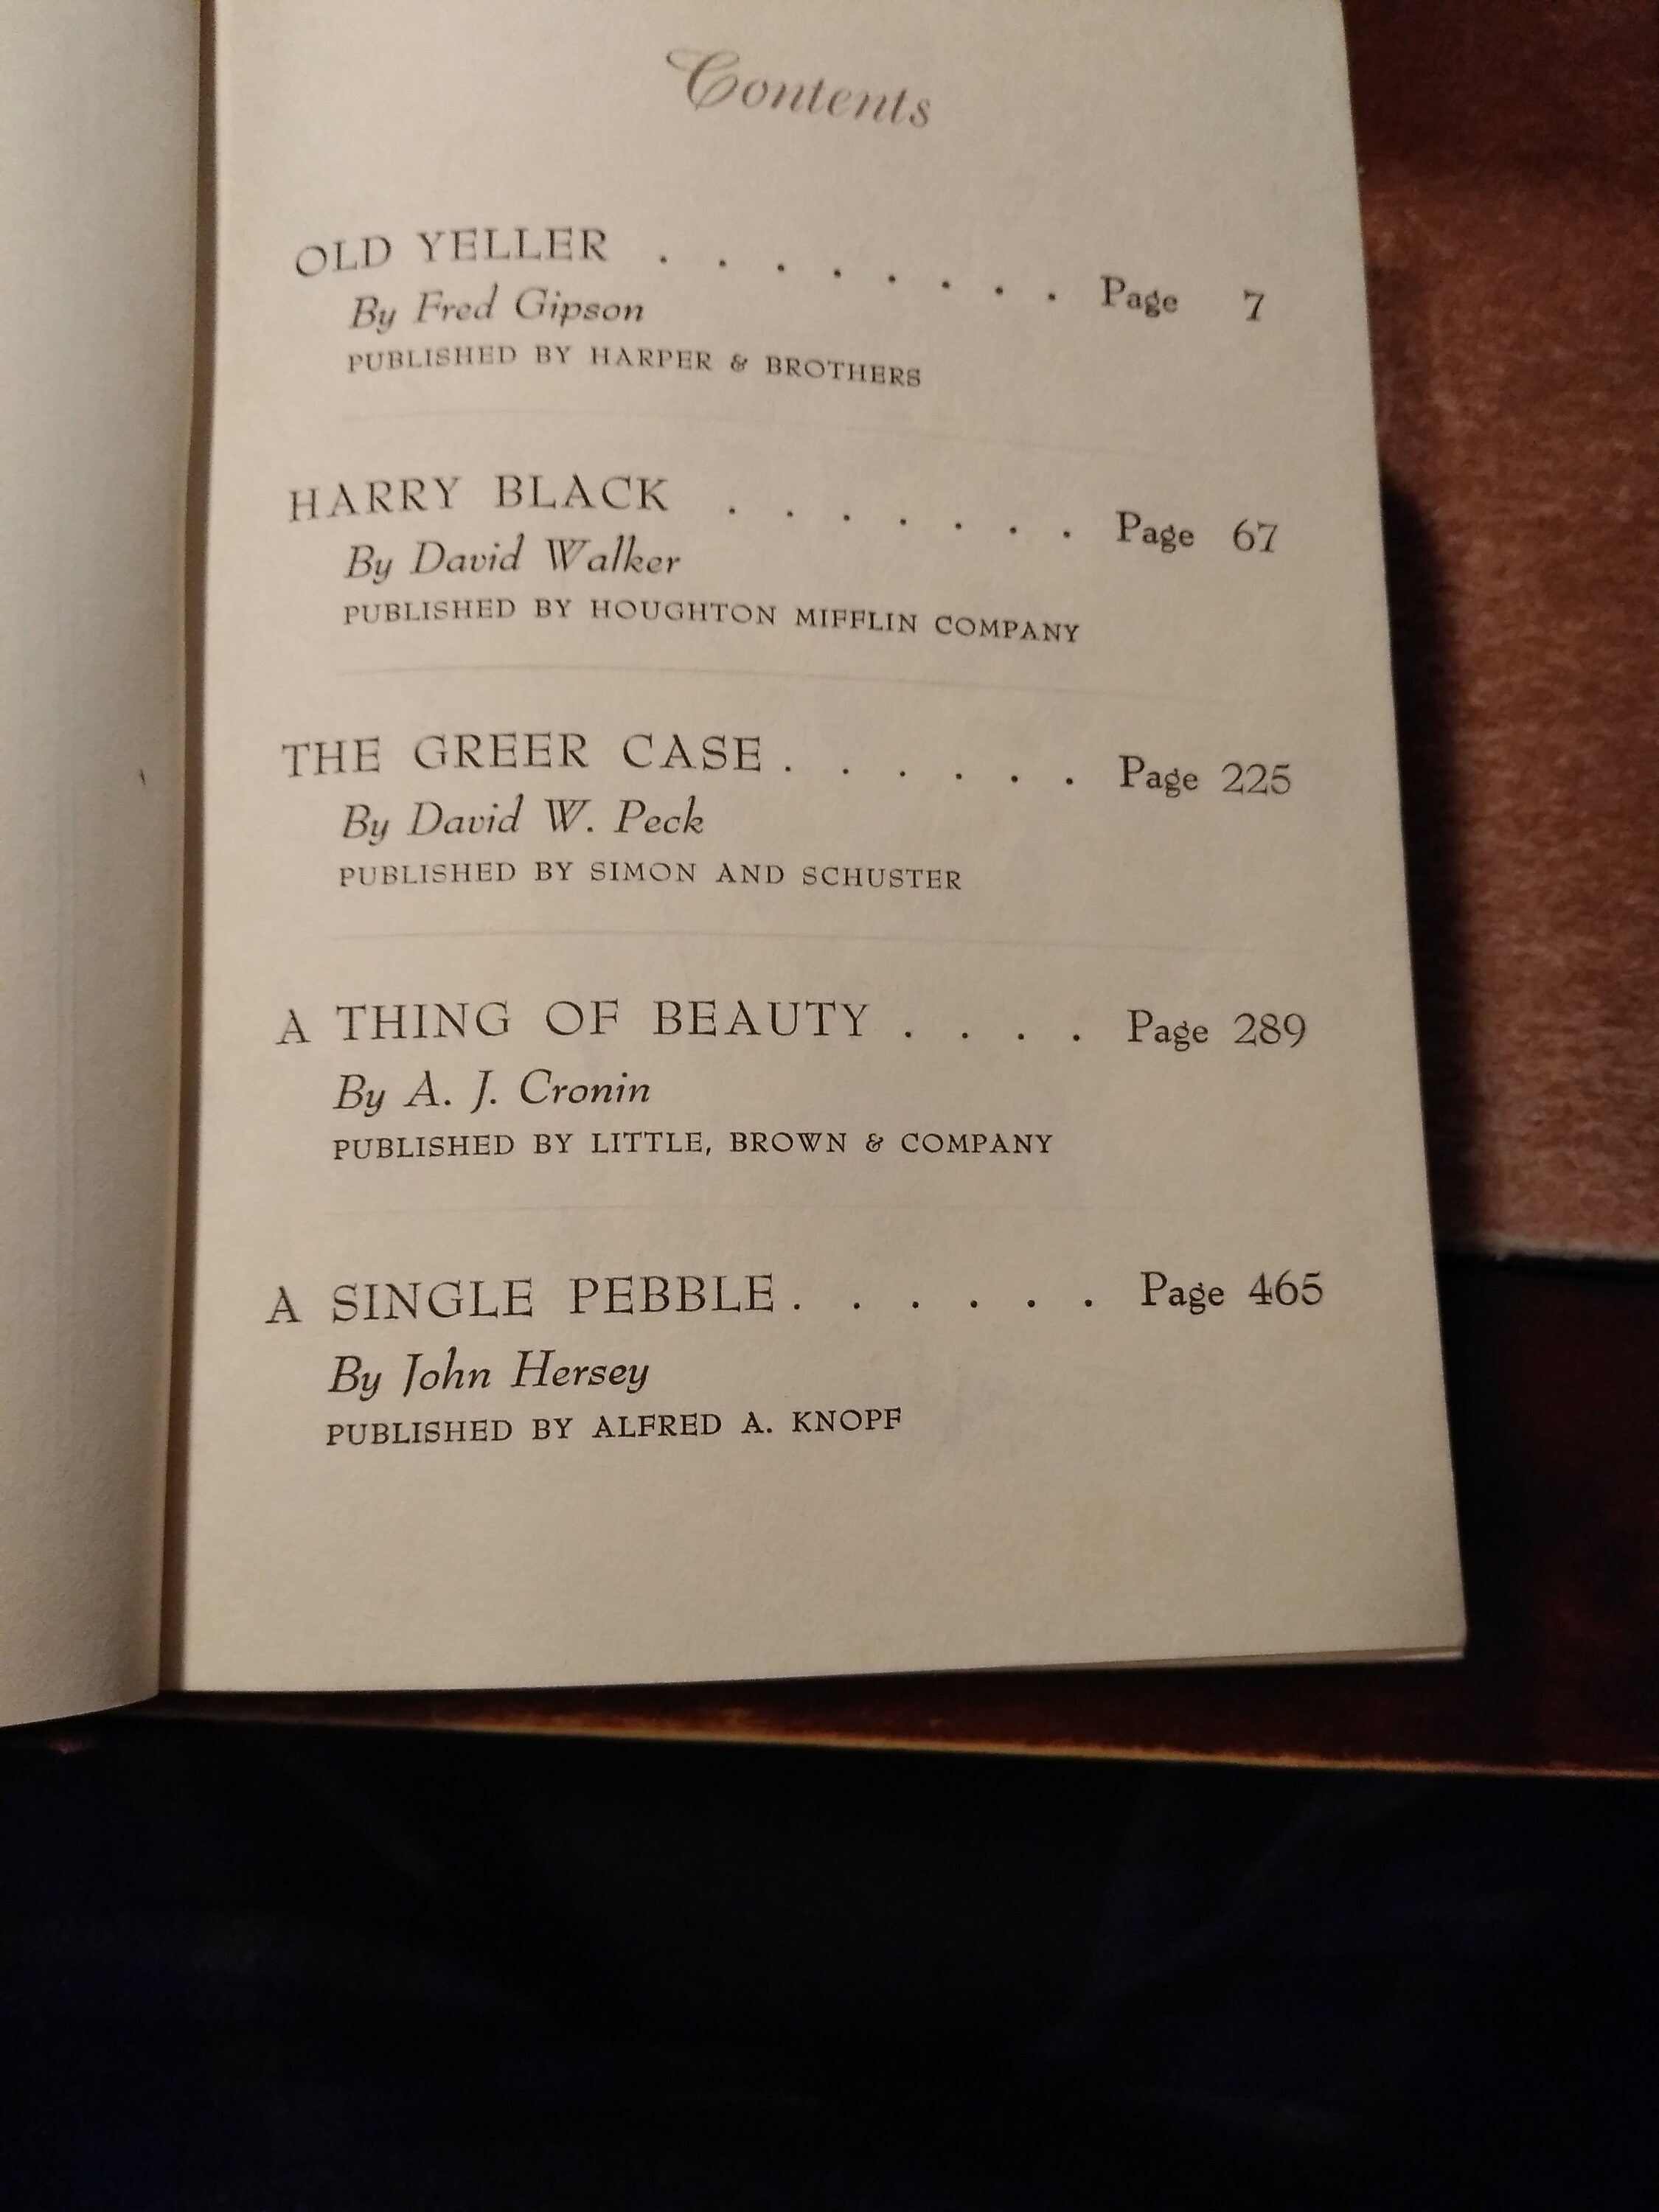 Contents
OLD YELLER . . . . . . . . Page 7
By Fred Gipson
PUBLISHED BY HARPER & BROTHERS
HARRY BLACK . . . . . . . Page 67
By David Walker
PUBLISHED BY HOUGHTON MIFFLIN COMPANY
THE GREER CASE . . . . . . Page 225
By David W. Peck
PUBLISHED BY SIMON AND SCHUSTER
A THING OF BEAUTY . . . . Page 289
By A. J. Cronin
PUBLISHED BY LITTLE, BROWN & COMPANY
A SINGLE PEBBLE . . . . . . Page 465
By John Hersey
PUBLISHED BY ALFRED A. KNOPF